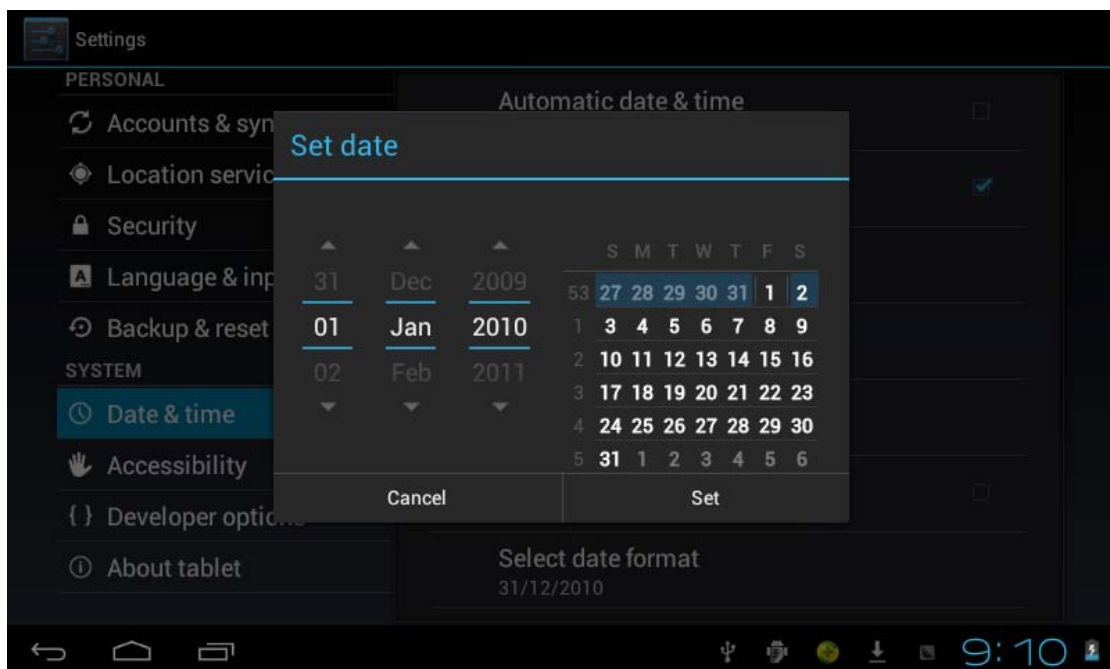 Settings
PERSONAL
Accounts & syn
Location servic
Security
Language & inp
Backup & reset
SYSTEM
Date & time
Accessibility
{ } Developer options
About tablet
Automatic date & time
Set date
31 Dec 2009
01 Jan 2010
02 Feb 2011
S M T W T F S
53 27 28 29 30 31 1 2
1 3 4 5 6 7 8 9
2 10 11 12 13 14 15 16
3 17 18 19 20 21 22 23
4 24 25 26 27 28 29 30
5 31 1 2 3 4 5 6
Cancel Set
Select date format
31/12/2010
9:10